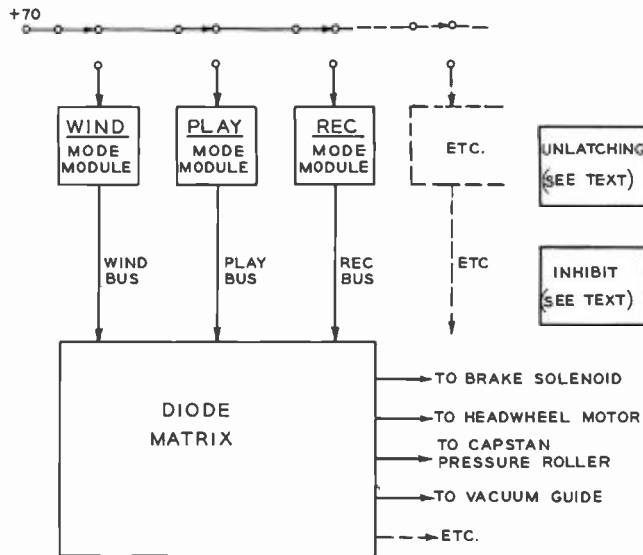 +70
WIND
MODE
MODULE
PLAY
MODE
MODULE
REC
MODE
MODULE
ETC.
UNLATCHING
(SEE TEXT)
WIND
BUS
PLAY
BUS
REC
BUS
ETC
INHIBIT
(SEE TEXT)
DIODE
MATRIX
TO BRAKE SOLENOID
TO HEADWHEEL MOTOR
TO CAPSTAN
PRESSURE ROLLER
TO VACUUM GUIDE
ETC.